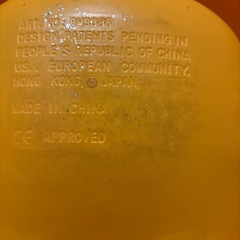 DESIGN PATENTS PENDING IN
PEOPLE'S REPUBLIC OF CHINA
U.S.A., EUROPEAN COMMUNITY,
HONG KONG, JAPAN,
MADE IN CHINA
CE APPROVED